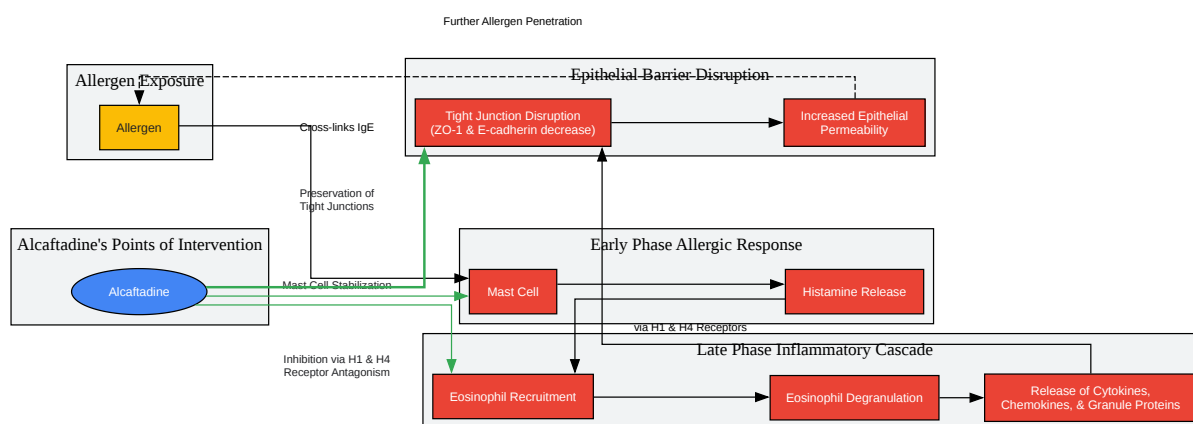 Further Allergen Penetration
Allergen Exposure
Epithelial Barrier Disruption
Allergen
Tight Junction Disruption
(ZO-1 & E-cadherin decrease)
Increased Epithelial
Permeability
Cross-links IgE
Preservation of
Tight Junctions
Alcaftadine's Points of Intervention
Early Phase Allergic Response
Alcaftadine
Mast Cell Stabilization
Mast Cell
Histamine Release
via H1 & H4 Receptors
Late Phase Inflammatory Cascade
Inhibition via H1 & H4
Receptor Antagonism
Eosinophil Recruitment
Eosinophil Degranulation
Release of Cytokines,
Chemokines, & Granule Proteins